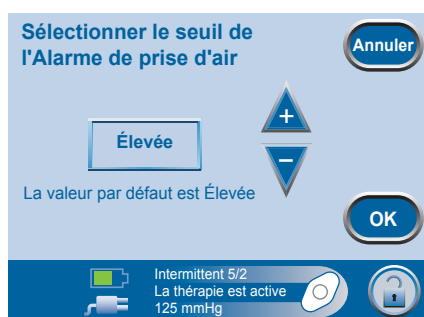 Sélectionner le seuil de
l'Alarme de prise d'air
Annuler
+
Élevée
–
La valeur par défaut est Élevée
OK
Intermittent 5/2
La thérapie est active
125 mmHg